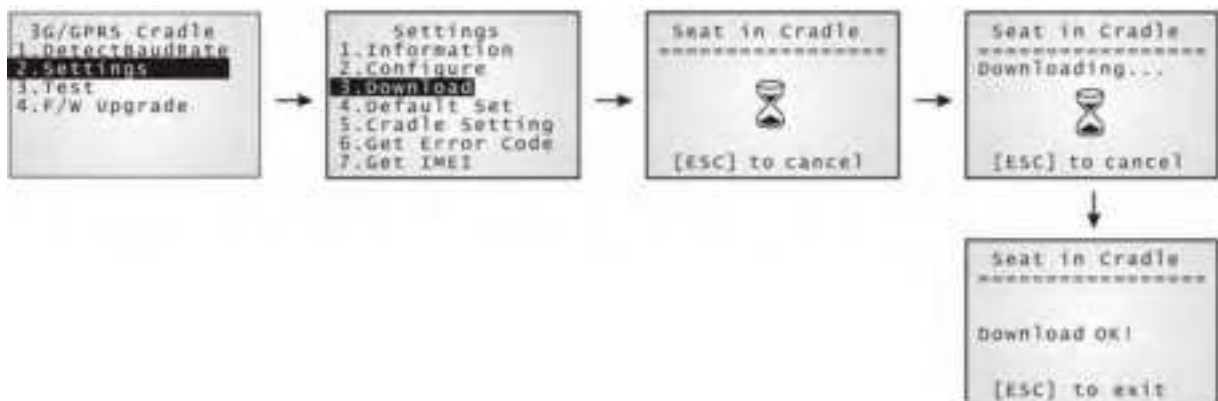 3G/GPRS Cradle
1.DetectBaudRate
2.Settings
3.Test
4.F/W Upgrade
Settings
1.Information
2.Configure
3.Download
4.Default Set
5.Cradle Setting
6.Get Error Code
7.Get IMEI
Seat in Cradle
[ESC] to cancel
Seat in Cradle
Downloading...
[ESC] to cancel
Seat in Cradle
Download OK!
[ESC] to exit